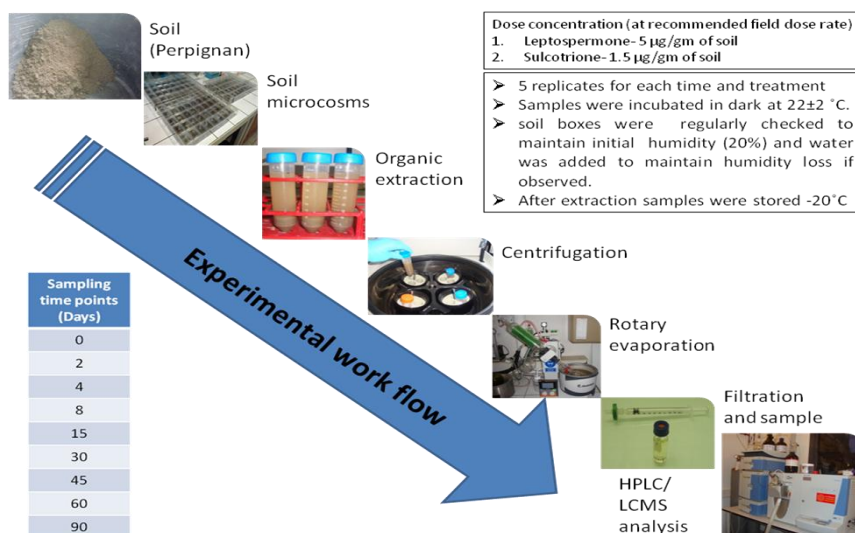 Soil
(Perpignan)
Soil
microcosms
Organic
extraction
Centrifugation
Rotary
evaporation
Filtration
and sample
HPLC/
LCMS
analysis
Experimental work flow
Dose concentration (at recommended field dose rate)
1. Leptospermone- 5 µg/gm of soil
2. Sulcotrione- 1.5 µg/gm of soil
➢ 5 replicates for each time and treatment
➢ Samples were incubated in dark at 22±2 ˚C.
➢ soil boxes were regularly checked to
maintain initial humidity (20%) and water
was added to maintain humidity loss if
observed.
➢ After extraction samples were stored -20˚C
Sampling
time points
(Days)
0
2
4
8
15
30
45
60
90